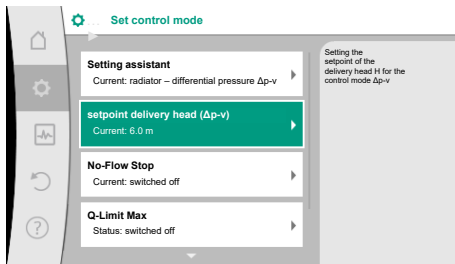 Set control mode
Setting assistant
Current: radiator – differential pressure Δp-v
setpoint delivery head (Δp-v)
Current: 6.0 m
No-Flow Stop
Current: switched off
Q-Limit Max
Status: switched off
Setting the
setpoint of the
delivery head H for the
control mode Δp-v
?